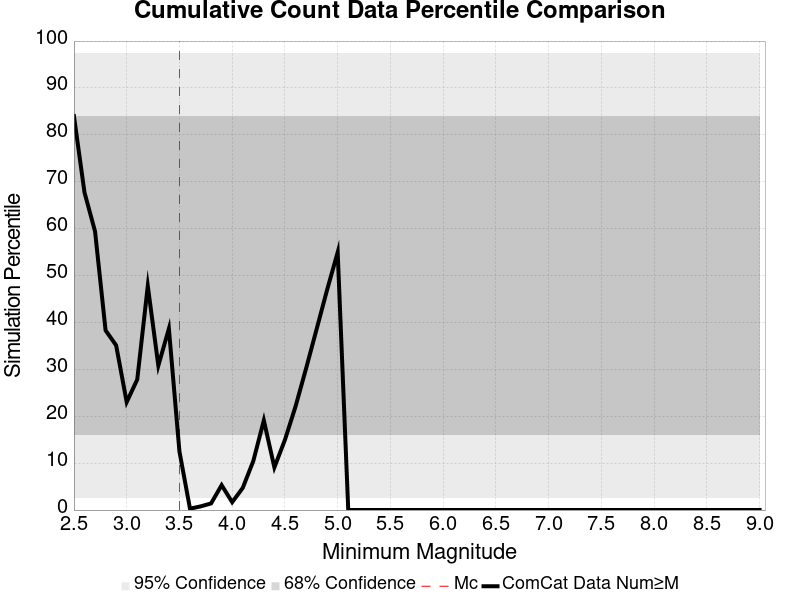 Cumulative Count Data Percentile Comparison
100
90
80
70
60
50
40
30
20
10
0
Simulation Percentile
2.5 3.0 3.5 4.0 4.5 5.0 5.5 6.0 6.5 7.0 7.5 8.0 8.5 9.0
Minimum Magnitude
95% Confidence 68% Confidence Mc ComCat Data Num≥M